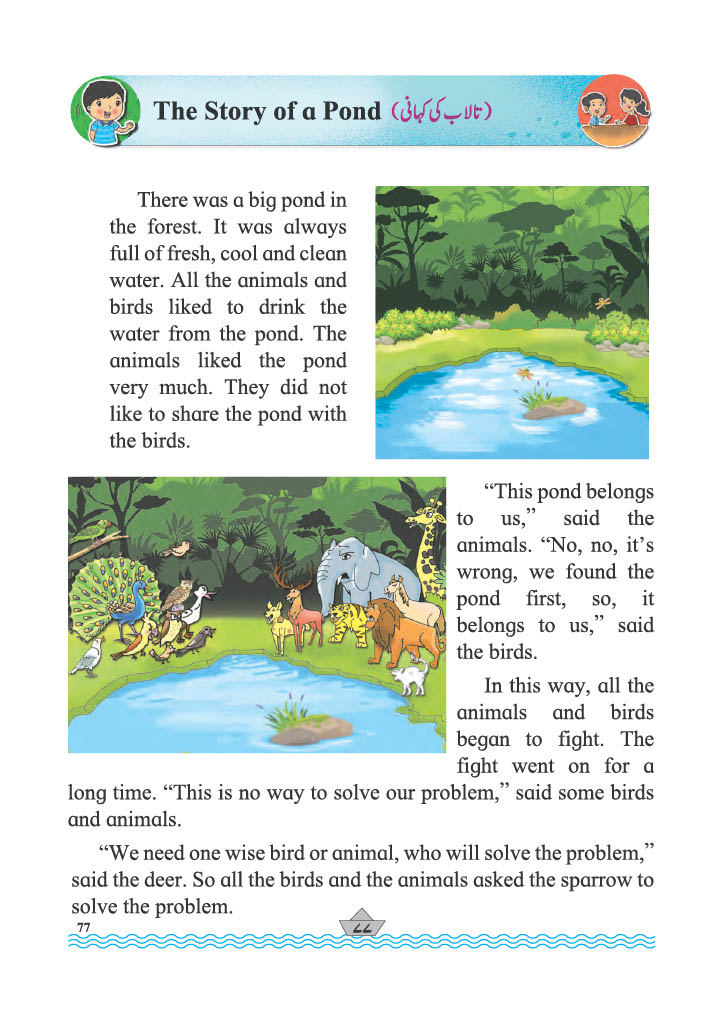 The Story of a Pond (تالاب کی کہانی)
There was a big pond in
the forest. It was always
full of fresh, cool and clean
water. All the animals and
birds liked to drink the
water from the pond. The
animals liked the pond
very much. They did not
like to share the pond with
the birds.
“This pond belongs
to us,” said the
animals. “No, no, it’s
wrong, we found the
pond first, so, it
belongs to us,” said
the birds.
In this way, all the
animals and birds
began to fight. The
fight went on for a
long time. “This is no way to solve our problem,” said some birds
and animals.
“We need one wise bird or animal, who will solve the problem,”
said the deer. So all the birds and the animals asked the sparrow to
solve the problem.
77
۷۷